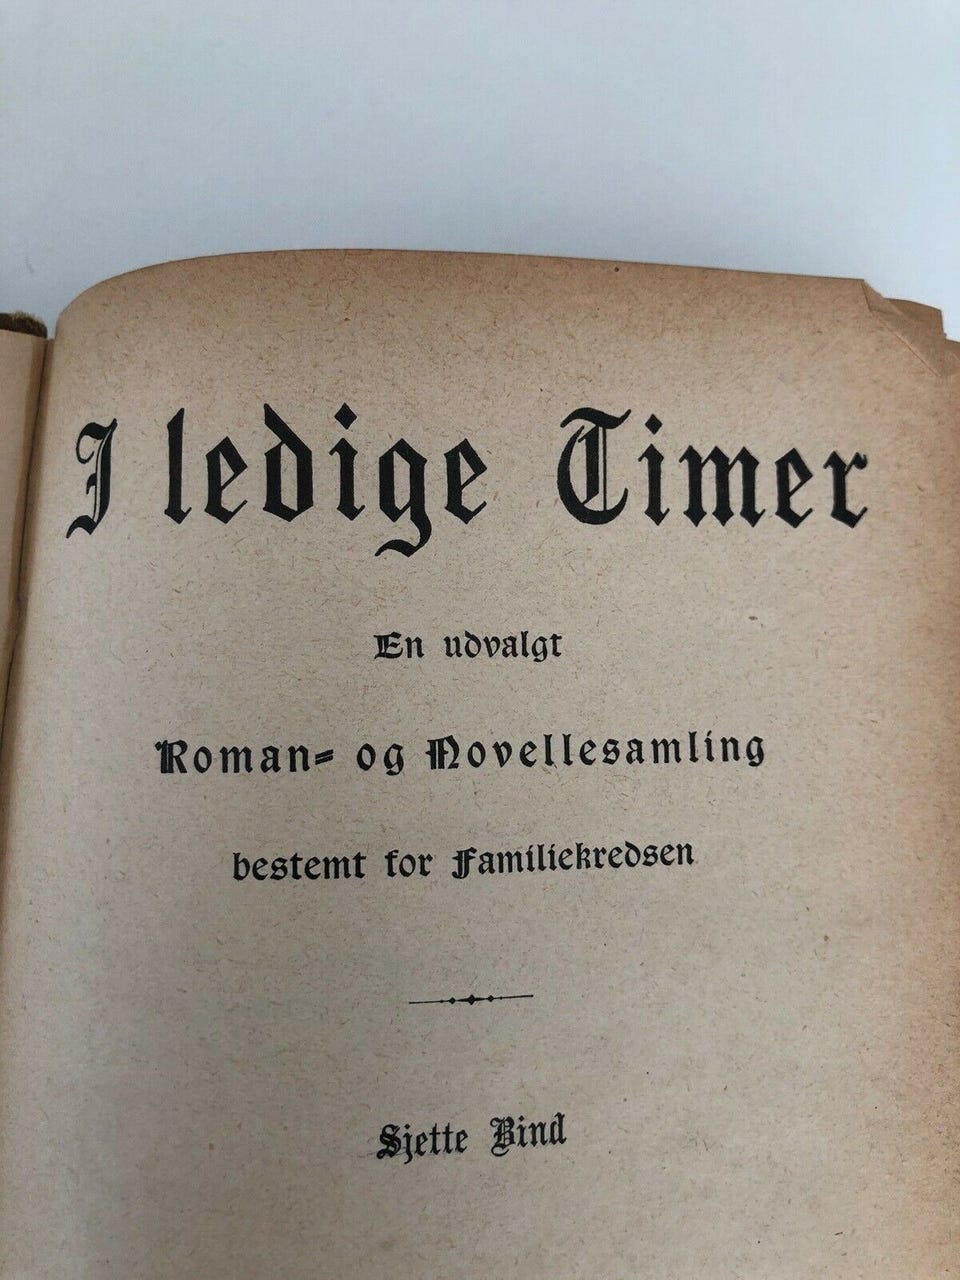 I ledige Timer
En udvalgt
Roman- og Novellesamling
bestemt for Familiekredsen
Sjette Bind